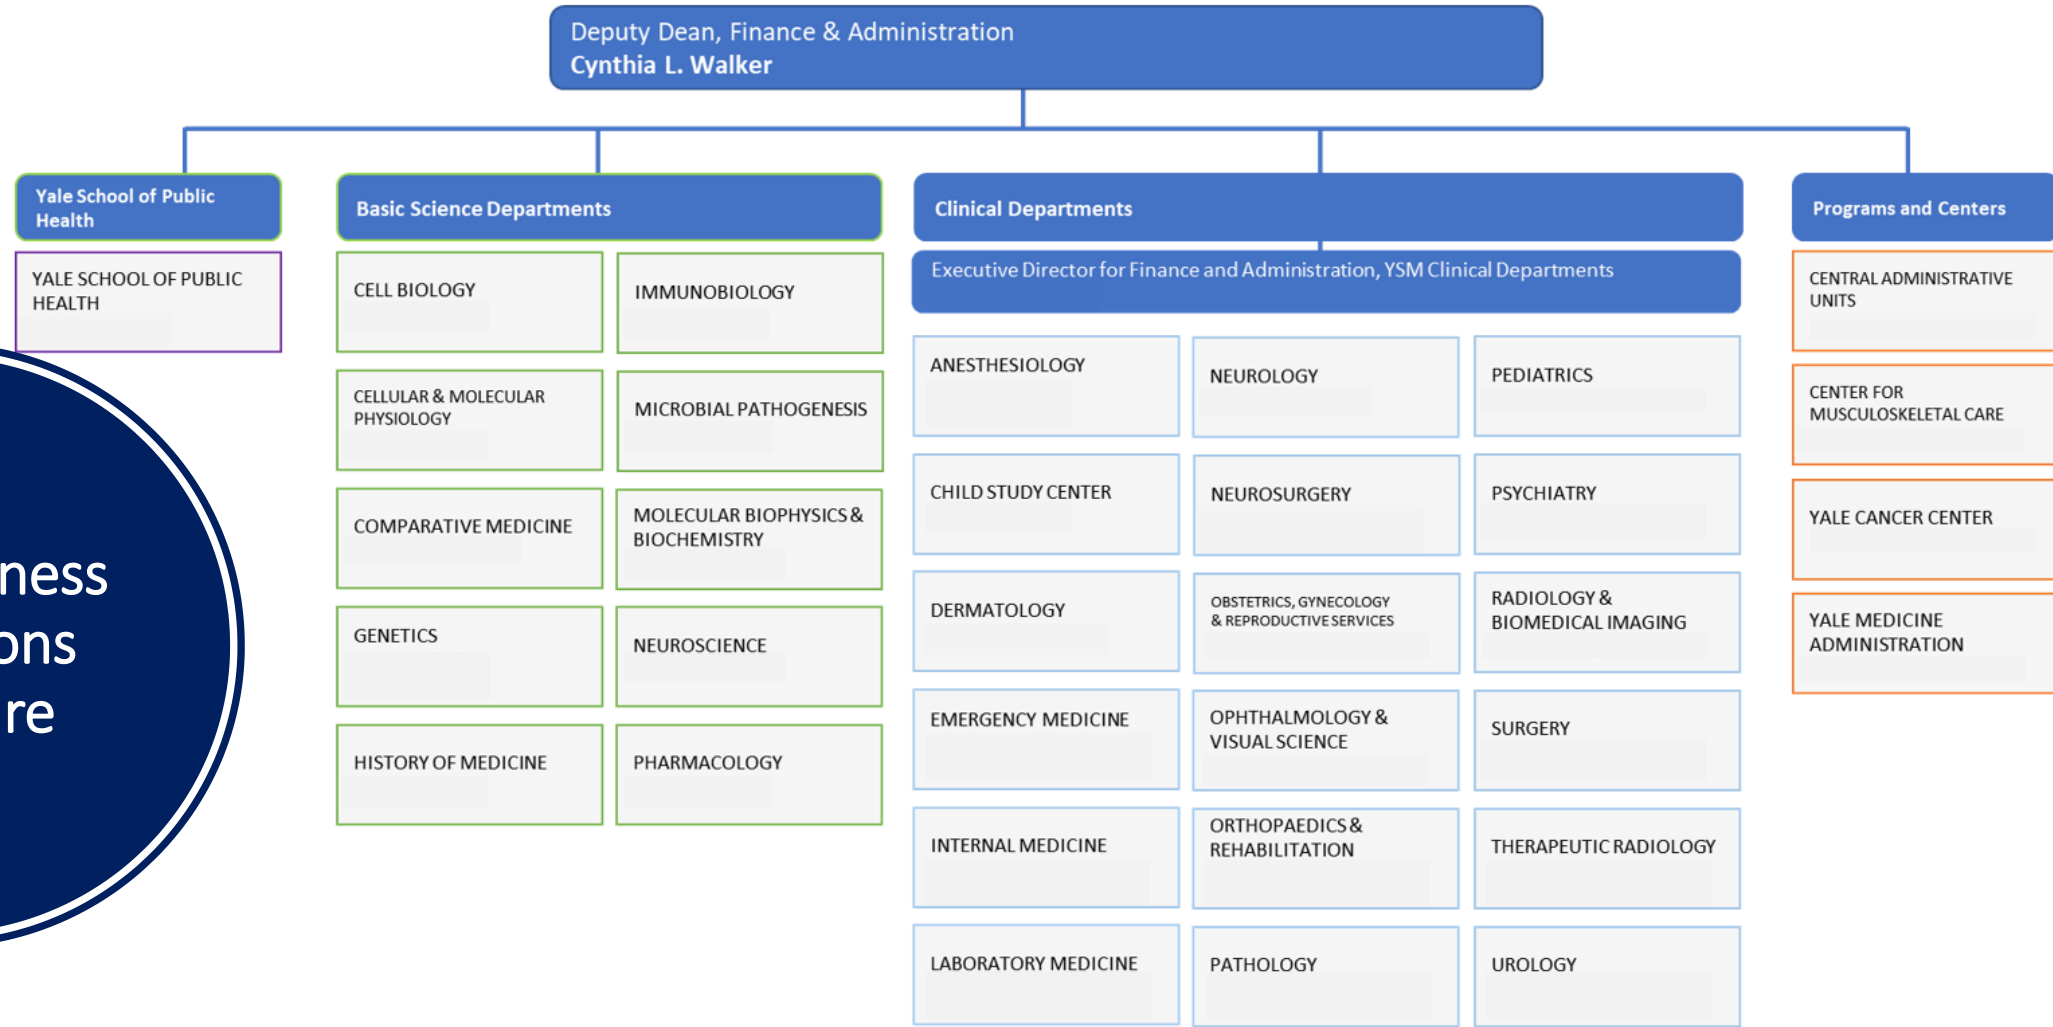 Deputy Dean, Finance & Administration
Cynthia L. Walker
Yale School of Public
Health
YALE SCHOOL OF PUBLIC
HEALTH
Basic Science Departments
CELL BIOLOGY
IMMUNOBIOLOGY
CELLULAR & MOLECULAR
PHYSIOLOGY
MICROBIAL PATHOGENESIS
COMPARATIVE MEDICINE
MOLECULAR BIOPHYSICS &
BIOCHEMISTRY
GENETICS
NEUROSCIENCE
HISTORY OF MEDICINE
PHARMACOLOGY
Clinical Departments
Executive Director for Finance and Administration, YSM Clinical Departments
ANESTHESIOLOGY
NEUROLOGY
PEDIATRICS
CHILD STUDY CENTER
NEUROSURGERY
PSYCHIATRY
DERMATOLOGY
OBSTETRICS, GYNECOLOGY
& REPRODUCTIVE SERVICES
RADIOLOGY &
BIOMEDICAL IMAGING
EMERGENCY MEDICINE
OPHTHALMOLOGY &
VISUAL SCIENCE
SURGERY
INTERNAL MEDICINE
ORTHOPAEDICS &
REHABILITATION
THERAPEUTIC RADIOLOGY
LABORATORY MEDICINE
PATHOLOGY
UROLOGY
Programs and Centers
CENTRAL ADMINISTRATIVE
UNITS
CENTER FOR
MUSCULOSKELETAL CARE
YALE CANCER CENTER
YALE MEDICINE
ADMINISTRATION
ness
ons
re